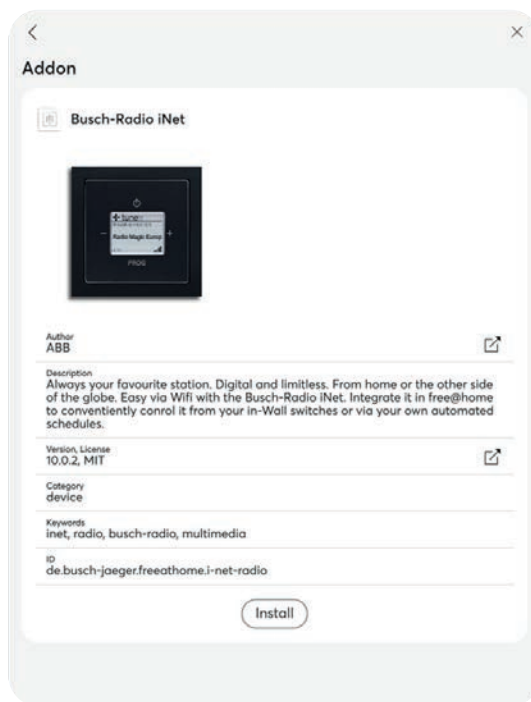 Addon
Busch-Radio iNet
PROG
Author
ABB
Description
Always your favourite station. Digital and limitless. From home or the other side
of the globe. Easy via Wifi with the Busch-Radio iNet. Integrate it in free@home
to conventiently conrol it from your in-Wall switches or via your own automated
schedules.
Version, License
10.0.2, MIT
Category
device
Keywords
inet, radio, busch-radio, multimedia
ID
de.busch-jaeger.freeathome.i-net-radio
Install